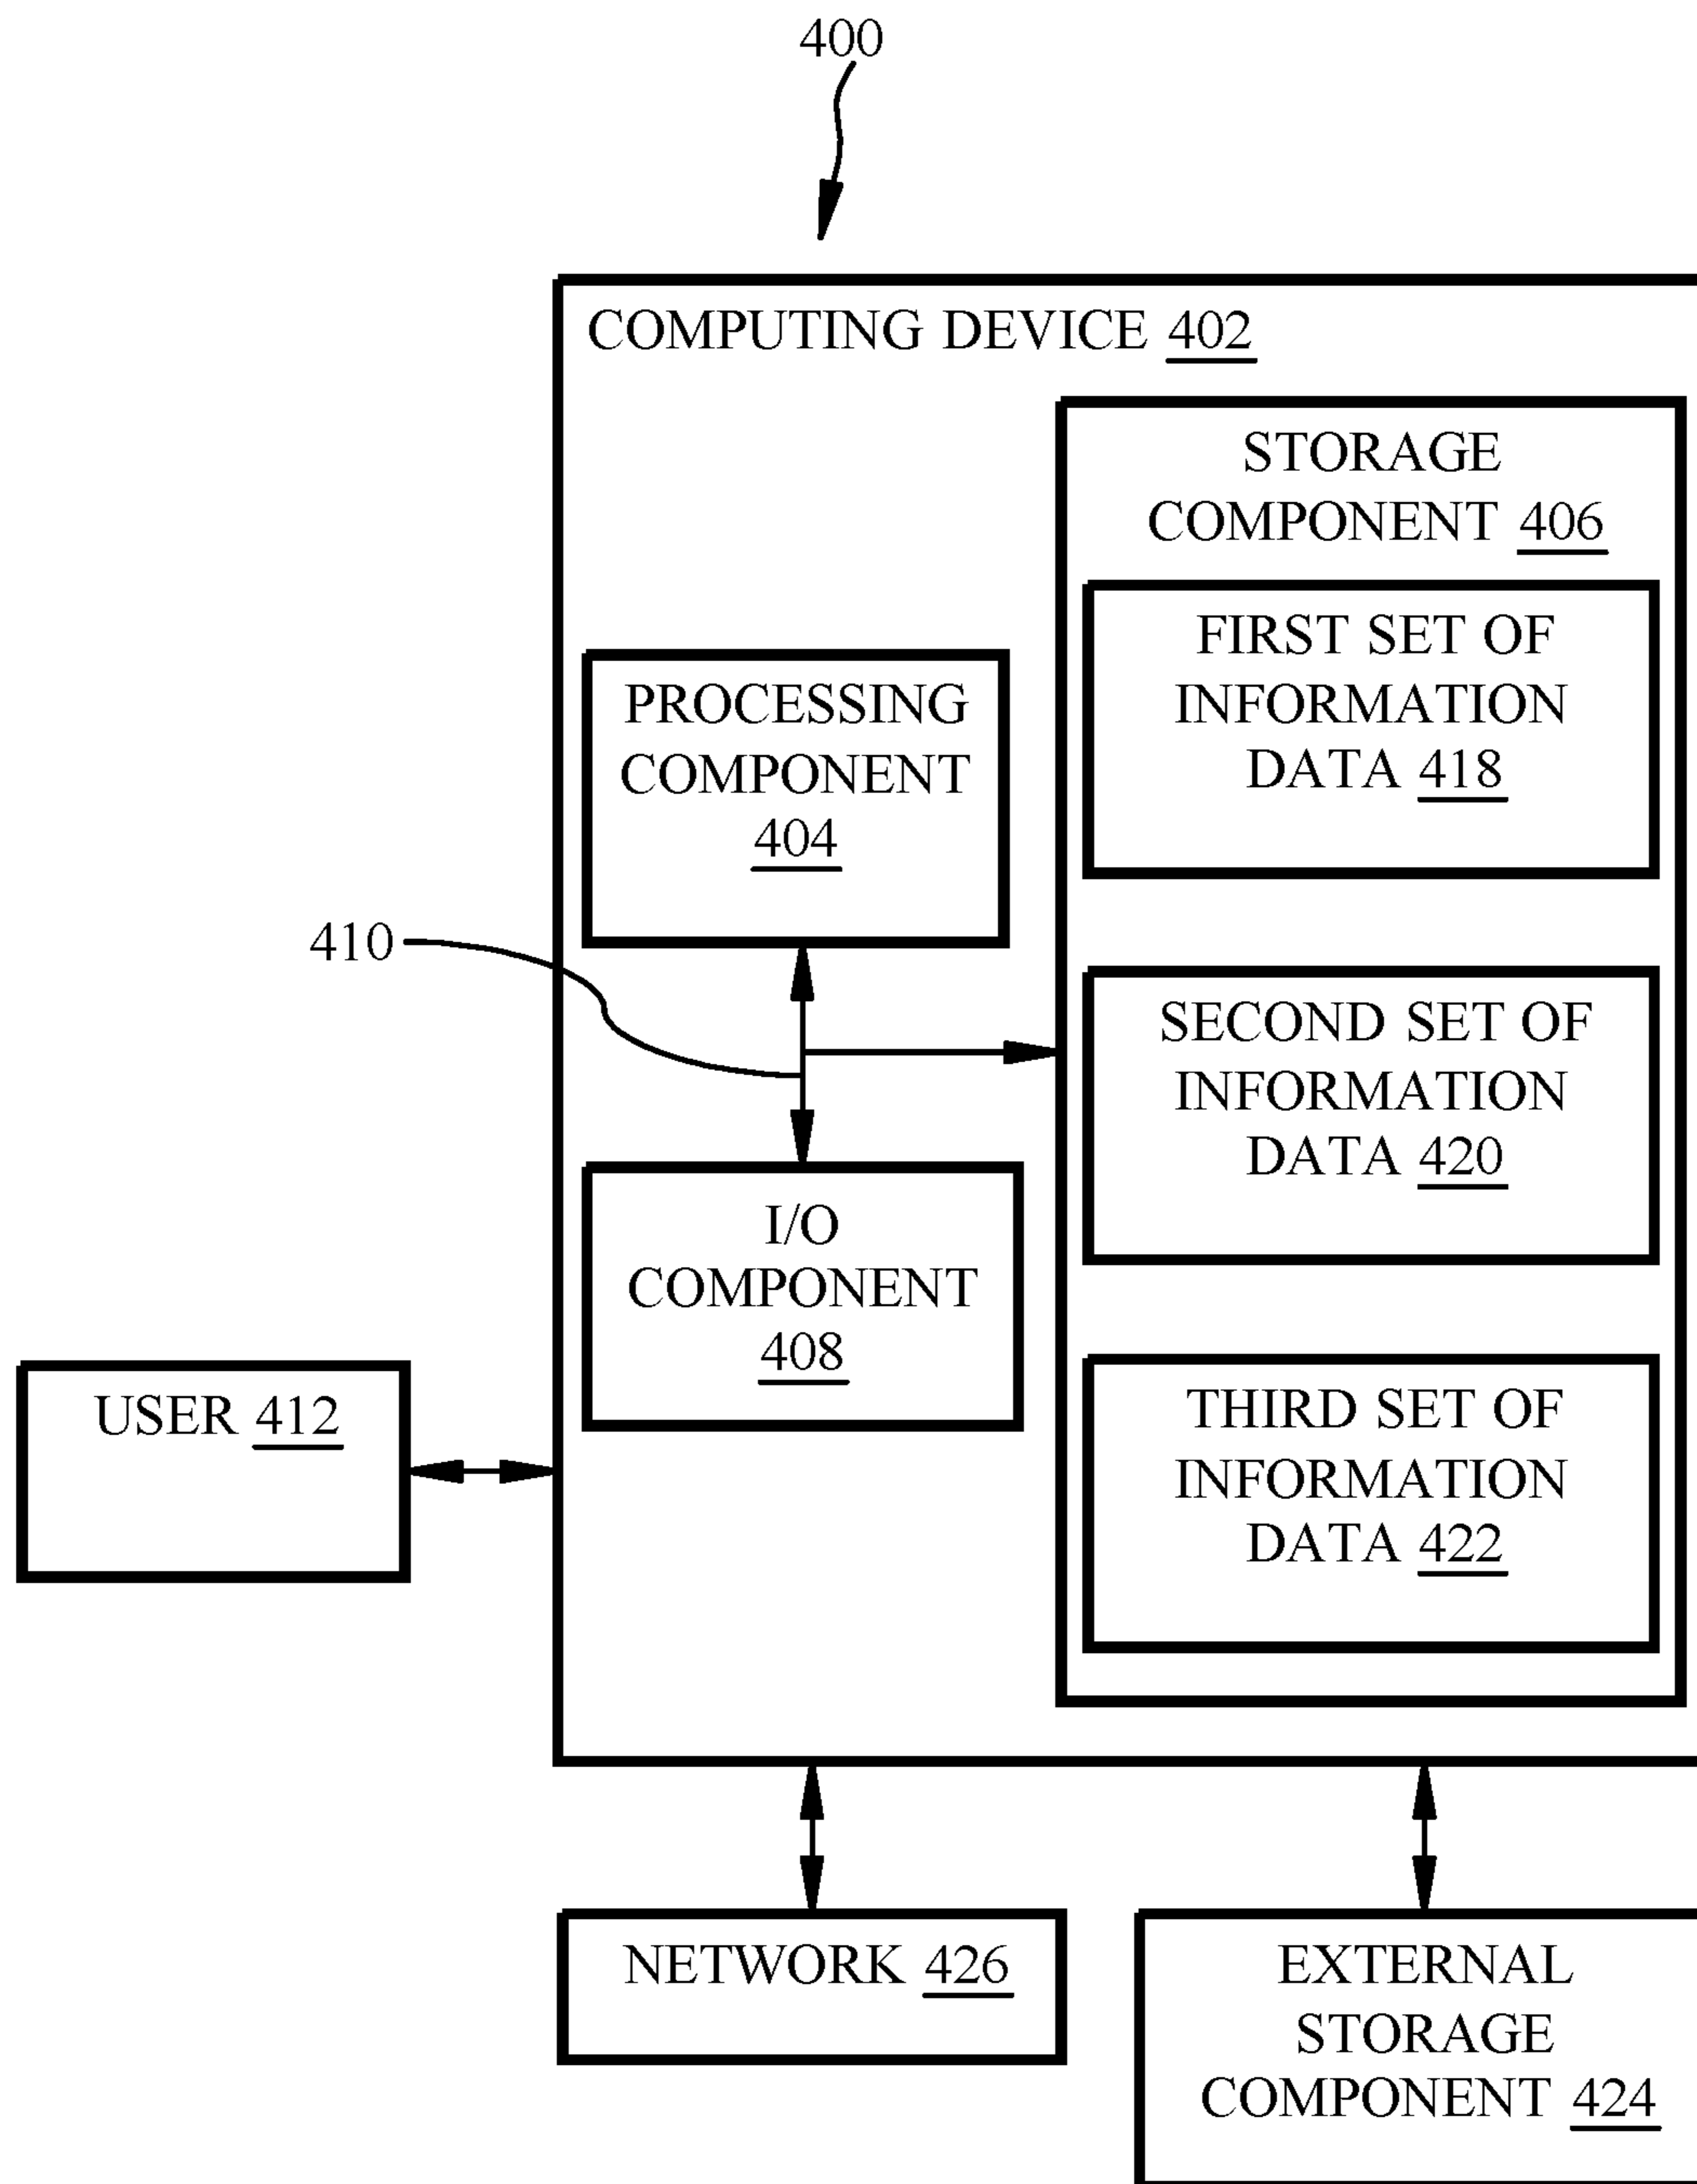 400
COMPUTING DEVICE 402
STORAGE
COMPONENT 406
FIRST SET OF
INFORMATION
DATA 418
PROCESSING
COMPONENT
404
410
SECOND SET OF
INFORMATION
DATA 420
I/O
COMPONENT
408
USER 412
THIRD SET OF
INFORMATION
DATA 422
NETWORK 426
EXTERNAL
STORAGE
COMPONENT 424